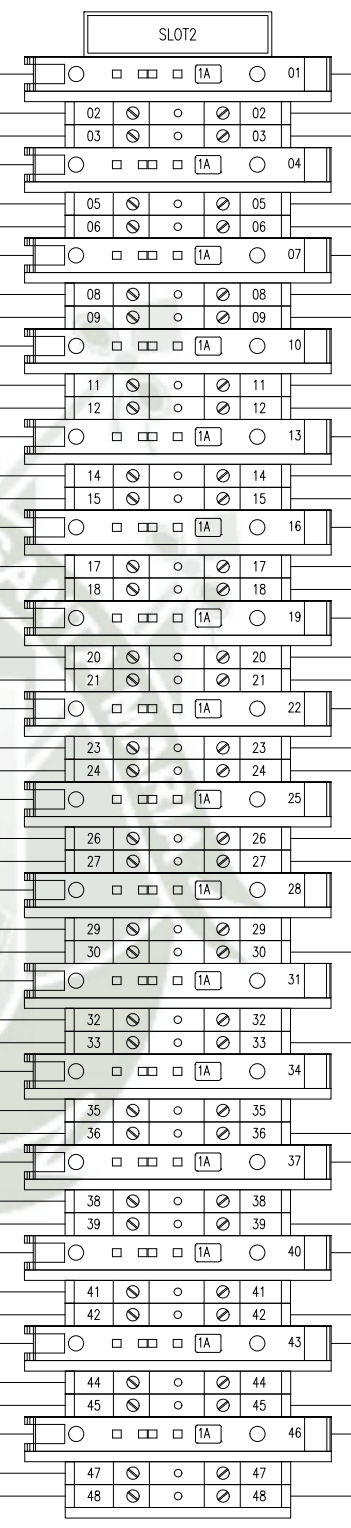 SLOT2
1A 01
02 02
03 03
1A 04
05 05
06 06
1A 07
08 08
09 09
1A 10
11 11
12 12
1A 13
14 14
15 15
1A 16
17 17
18 18
1A 19
20 20
21 21
1A 22
23 23
24 24
1A 25
26 26
27 27
1A 28
29 29
30 30
1A 31
32 32
33 33
1A 34
35 35
36 36
1A 37
38 38
39 39
1A 40
41 41
42 42
1A 43
44 44
45 45
1A 46
47 47
48 48